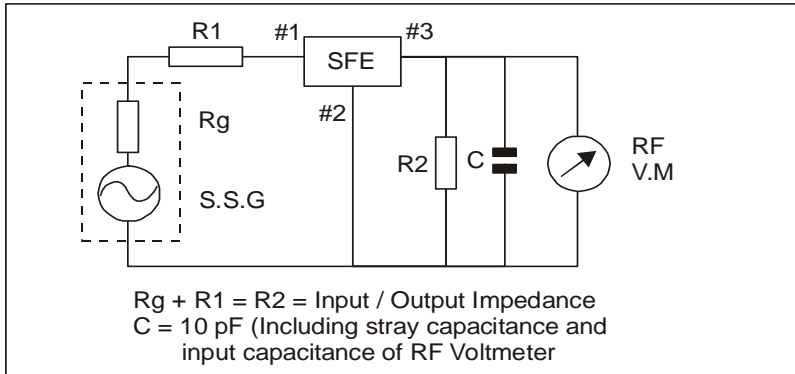 R1
#1
#3
SFE
Rg
#2
R2
C
RF
V.M
S.S.G
Rg + R1 = R2 = Input / Output Impedance
C = 10 pF (Including stray capacitance and
input capacitance of RF Voltmeter